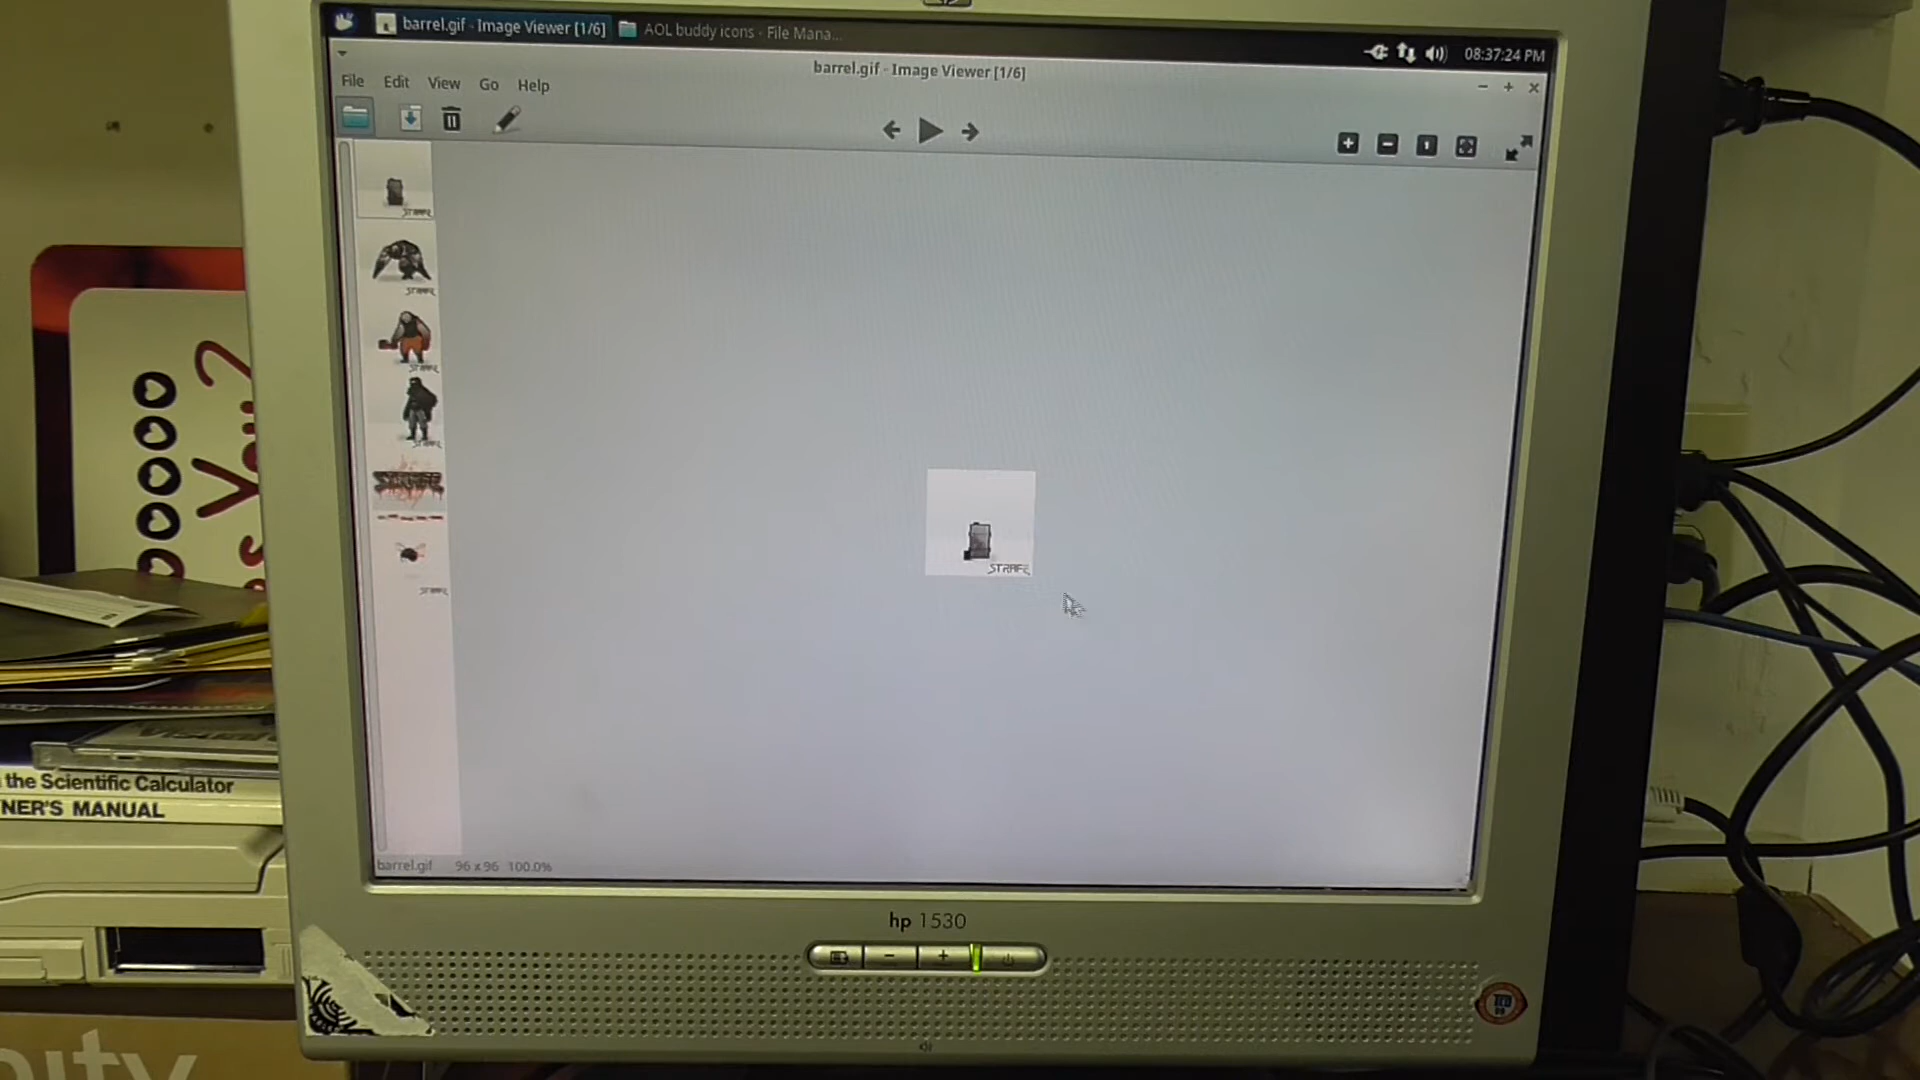 barrel.gif - Image Viewer [1/6]
AOL buddy icons - File Mana...
08:37:24 PM
barrel.gif - Image Viewer [1/6]
File Edit View Go Help
STRAFE
barrel.gif 96 x 96 100.0%
hp 1530
You?
the Scientific Calculator
NER'S MANUAL
nity